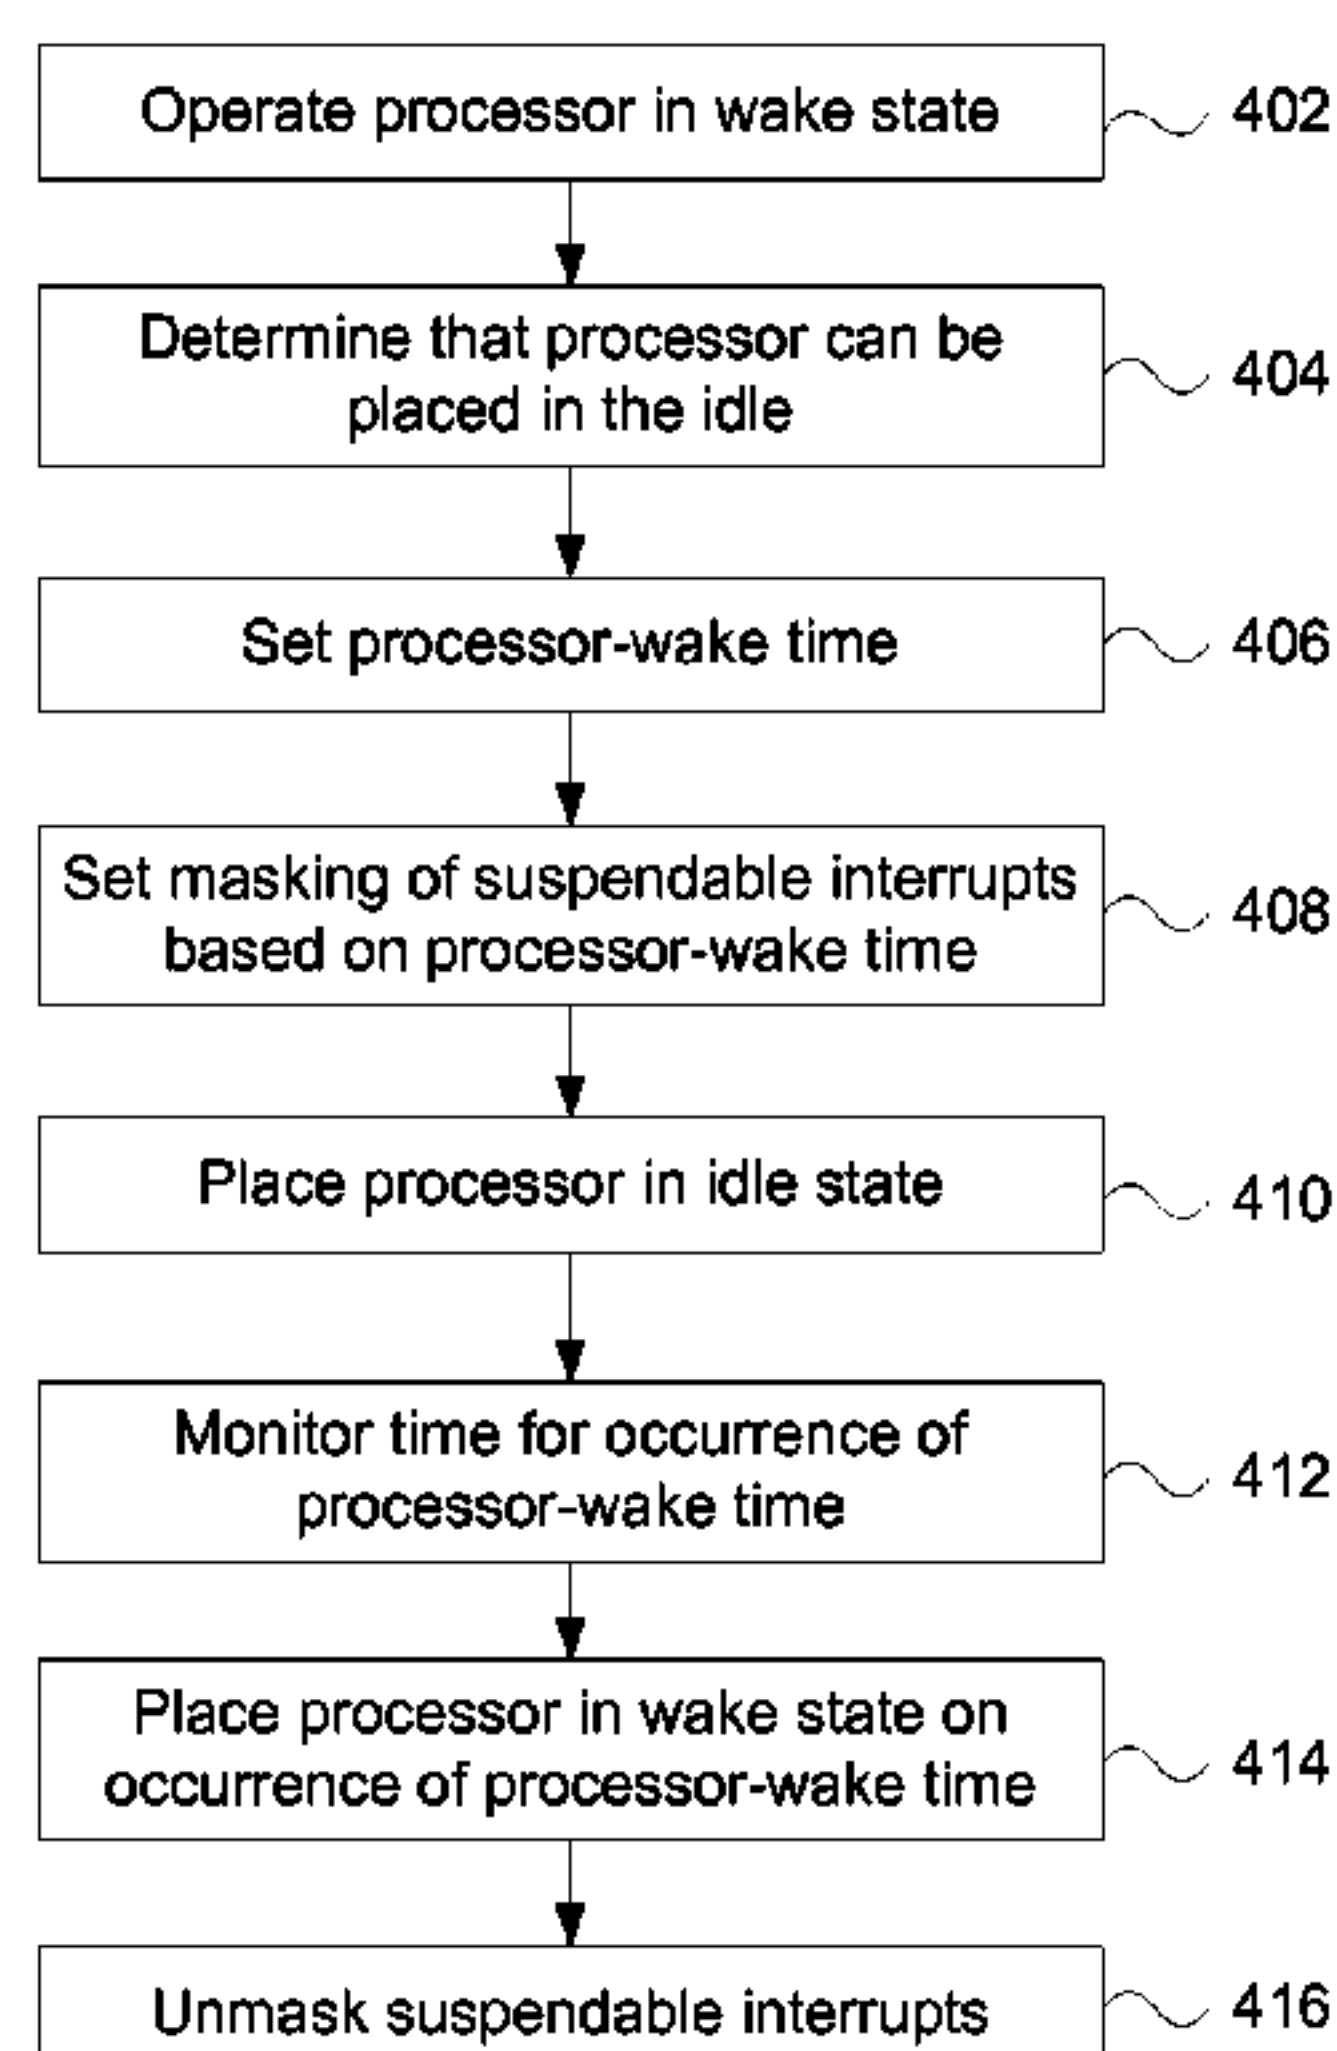 Operate processor in wake state
402
Determine that processor can be
placed in the idle
404
Set processor-wake time
406
Set masking of suspendable interrupts
based on processor-wake time
408
Place processor in idle state
410
Monitor time for occurrence of
processor-wake time
412
Place processor in wake state on
occurrence of processor-wake time
414
Unmask suspendable interrupts
416